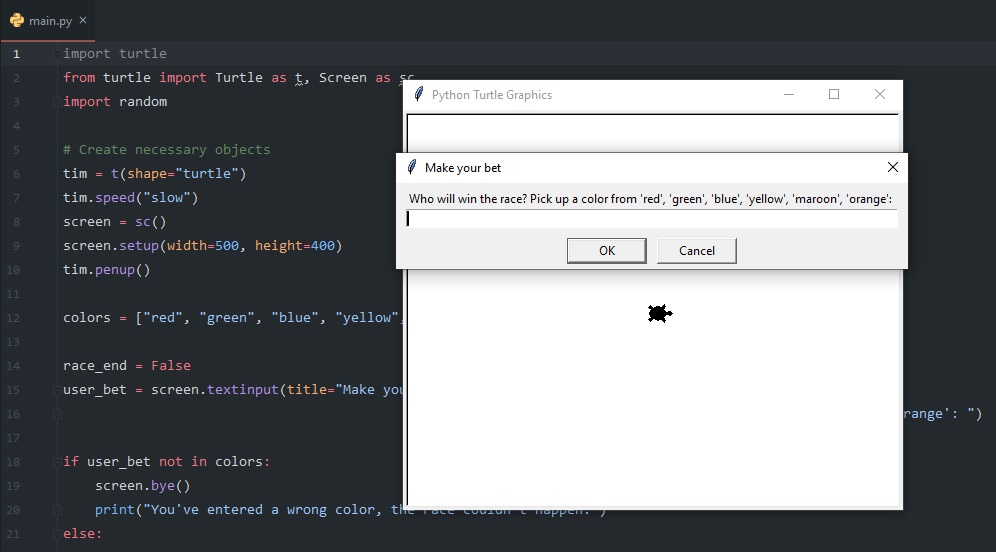 main.py
1 import turtle
2 from turtle import Turtle as t, Screen as sc
3 import random
4
5 # Create necessary objects
6 tim = t(shape="turtle")
7 tim.speed("slow")
8 screen = sc()
9 screen.setup(width=500, height=400)
10 tim.penup()
11
12 colors = ["red", "green", "blue", "yellow",
13
14 race_end = False
15 user_bet = screen.textinput(title="Make you
16 range': ")
17
18 if user_bet not in colors:
19 screen.bye()
20 print("You've entered a wrong color, the race couldn't happen.")
21 else:
Python Turtle Graphics
Make your bet
Who will win the race? Pick up a color from 'red', 'green', 'blue', 'yellow', 'maroon', 'orange':
OK Cancel